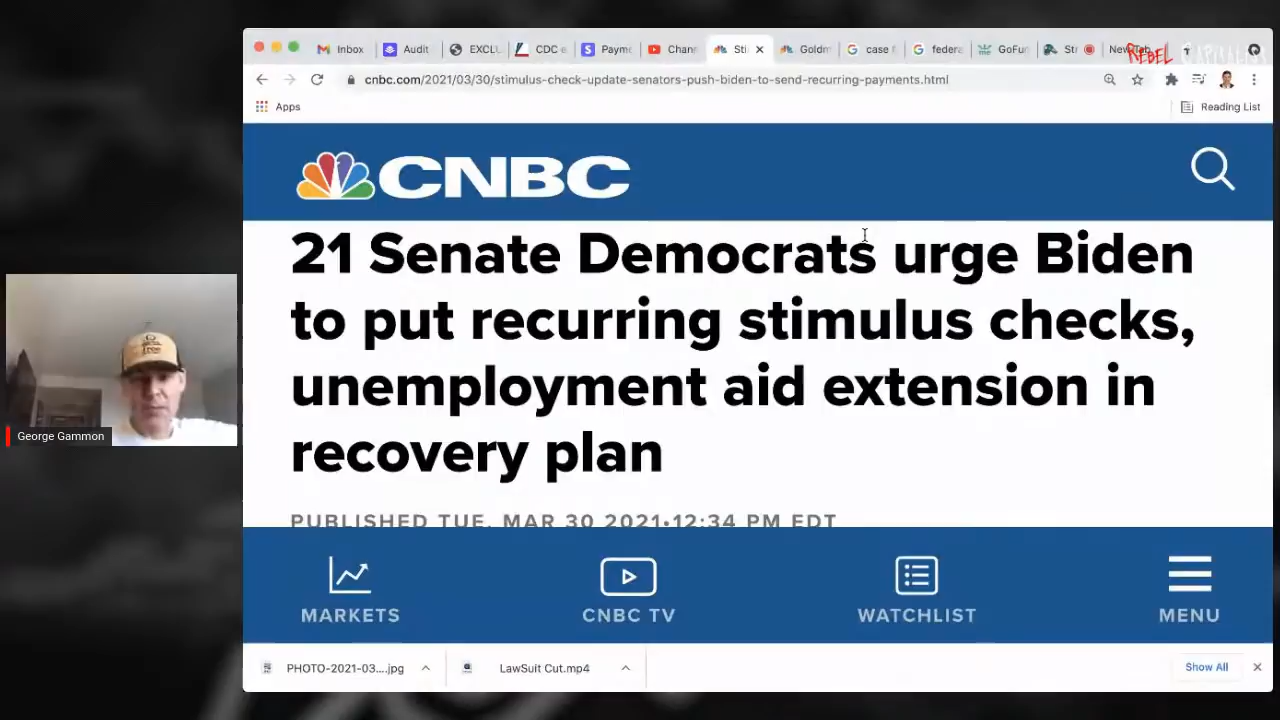 Inbox
Audit
EXCLU
CDC e
Payme
Chann
Sti
Goldm
case f
federa
GoFun
Str
New Tab
REBEL CAPITALIST
cnbc.com/2021/03/30/stimulus-check-update-senators-push-biden-to-send-recurring-payments.html
Apps
Reading List
CNBC
21 Senate Democrats urge Biden
to put recurring stimulus checks,
unemployment aid extension in
recovery plan
PUBLISHED TUE, MAR 30 2021•12:34 PM EDT
George Gammon
MARKETS
CNBC TV
WATCHLIST
MENU
PHOTO-2021-03....jpg
LawSuit Cut.mp4
Show All